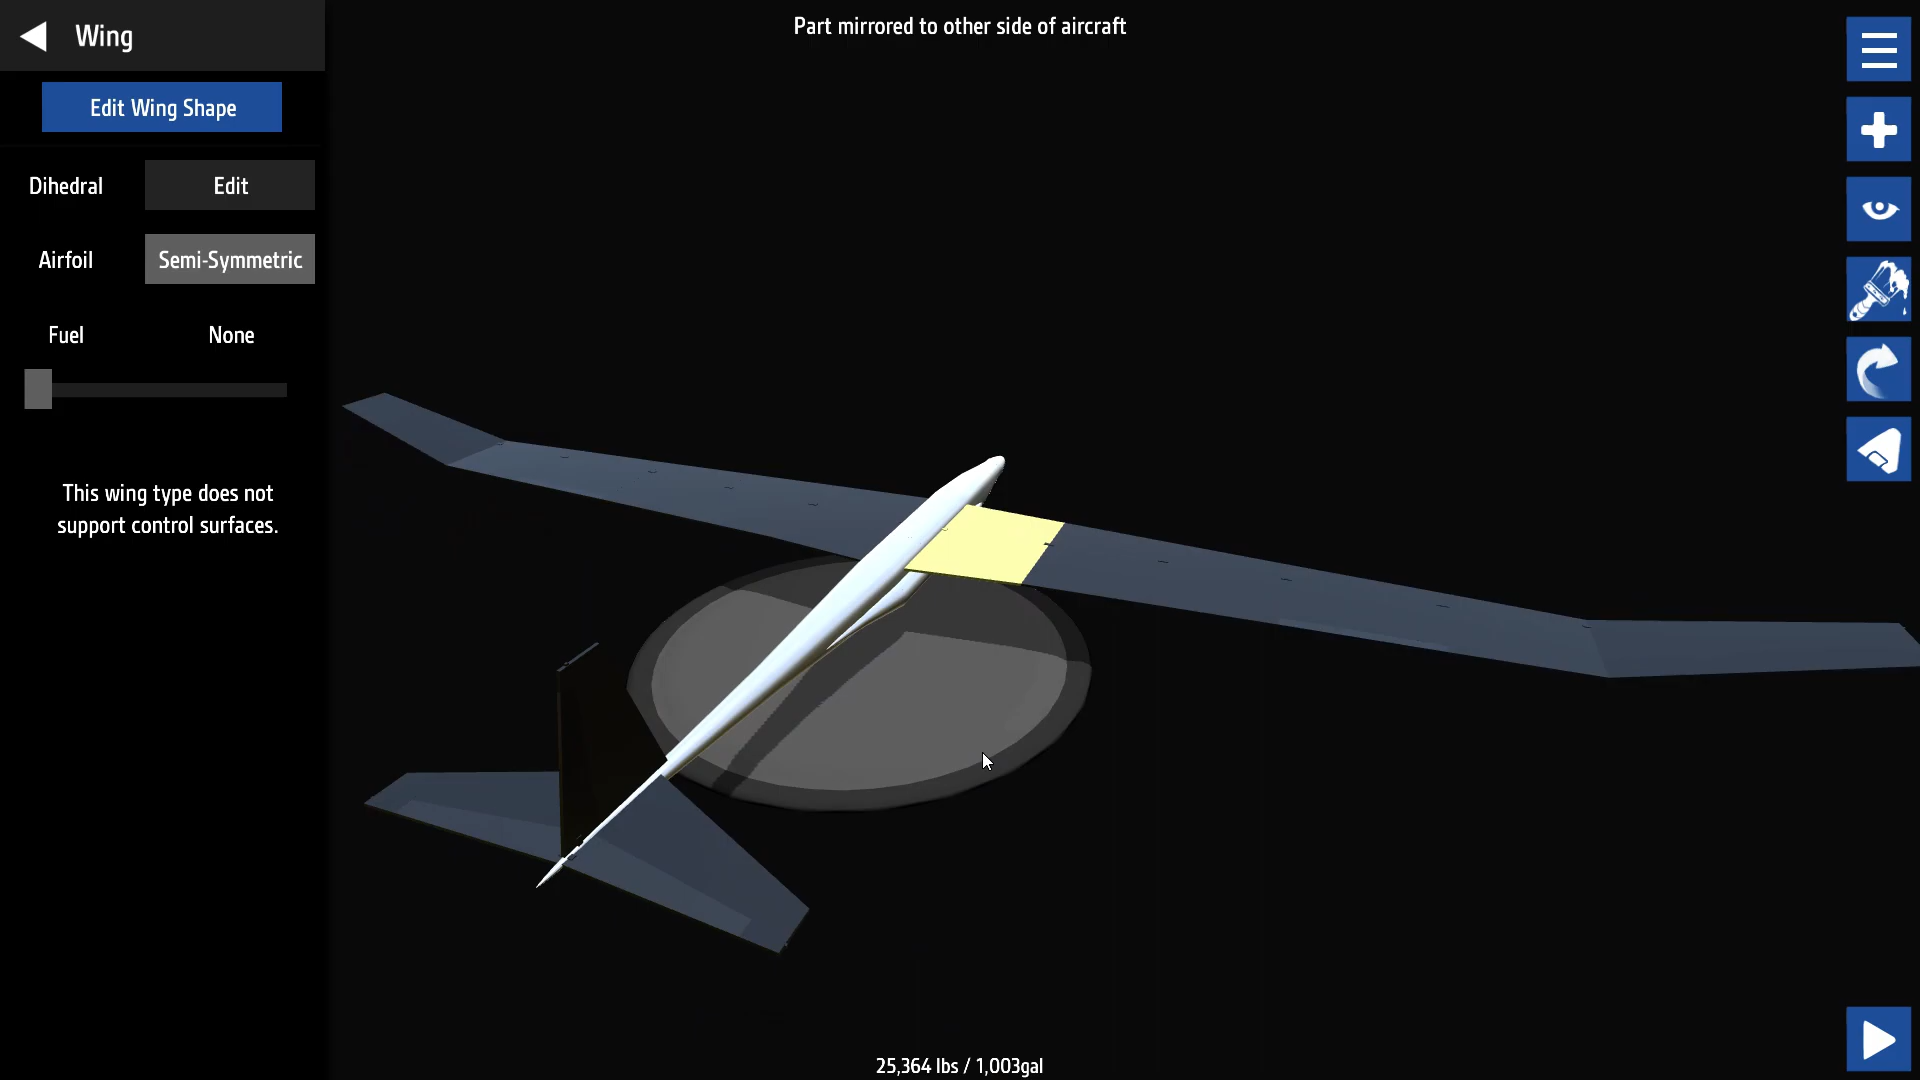 Wing
Part mirrored to other side of aircraft
Edit Wing Shape
Dihedral
Edit
Airfoil
Semi-Symmetric
Fuel
None
This wing type does not
support control surfaces.
25,364 lbs / 1,003gal